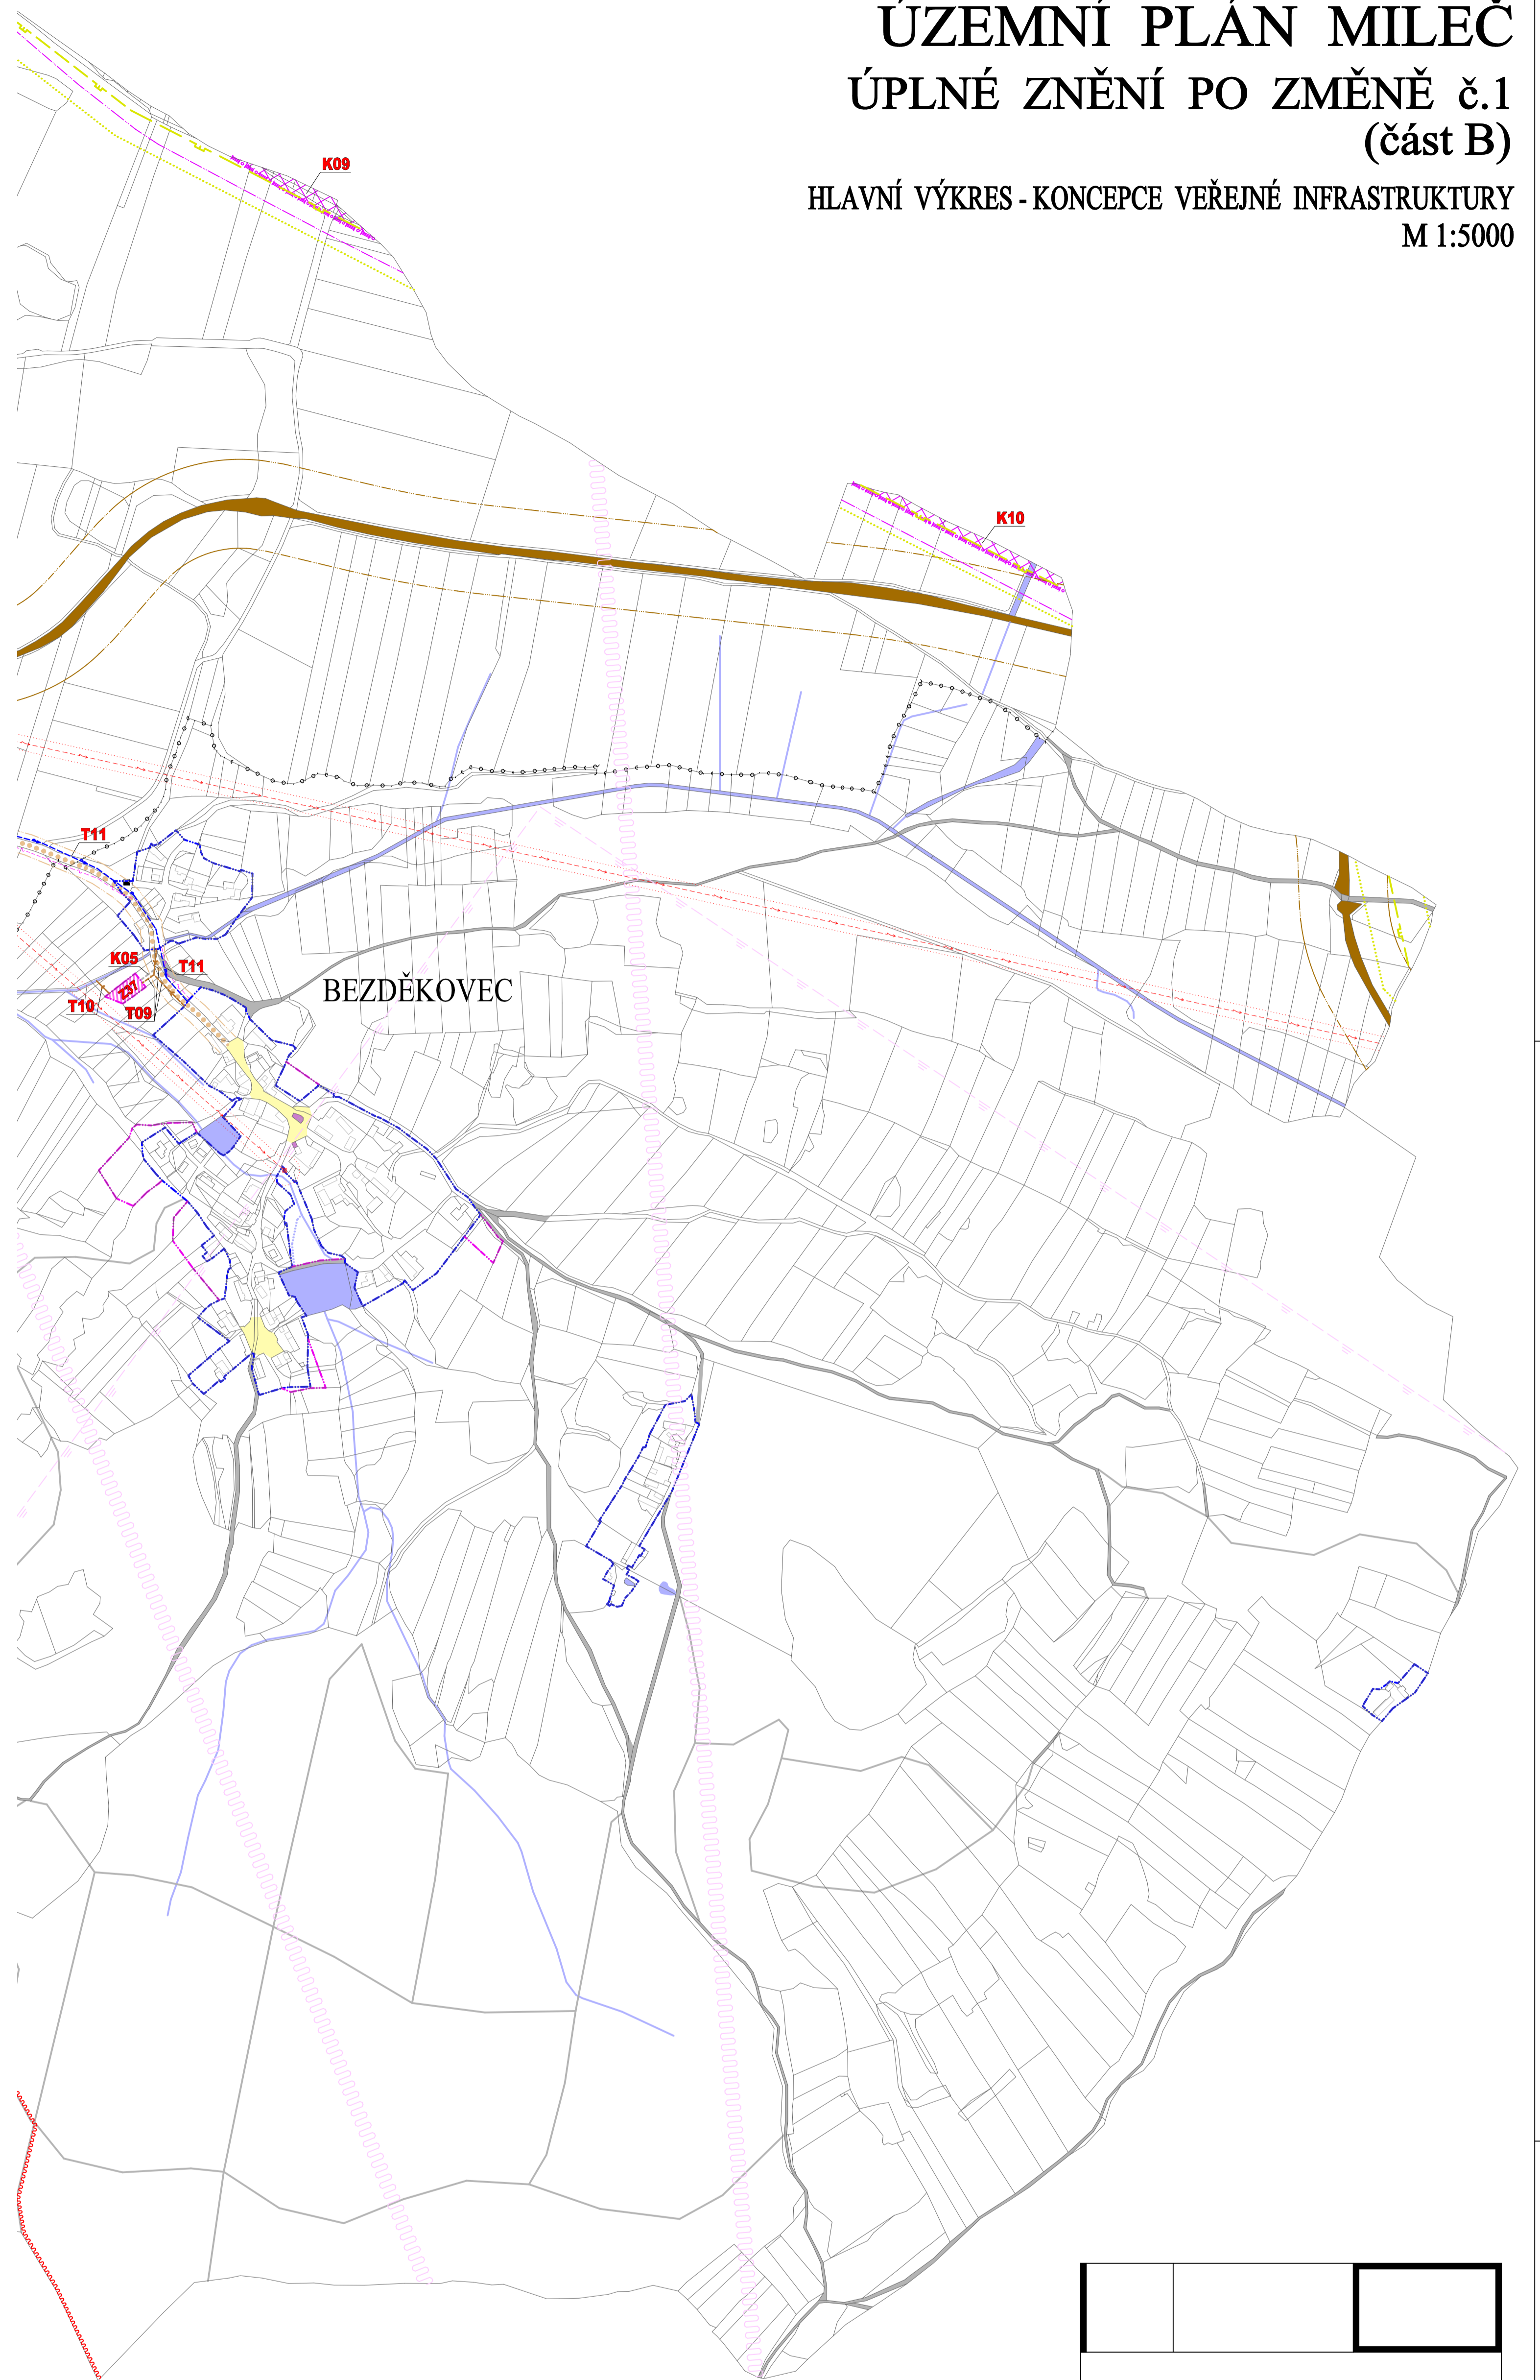 ÚZEMNÍ PLÁN MILEČ
ÚPLNÉ ZNĚNÍ PO ZMĚNĚ č.1
(část B)
HLAVNÍ VÝKRES - KONCEPCE VEŘEJNÉ INFRASTRUKTURY
M 1:5000
K09
K10
T11
K05
T11
Z37
T10
T09
BEZDĚKOVEC